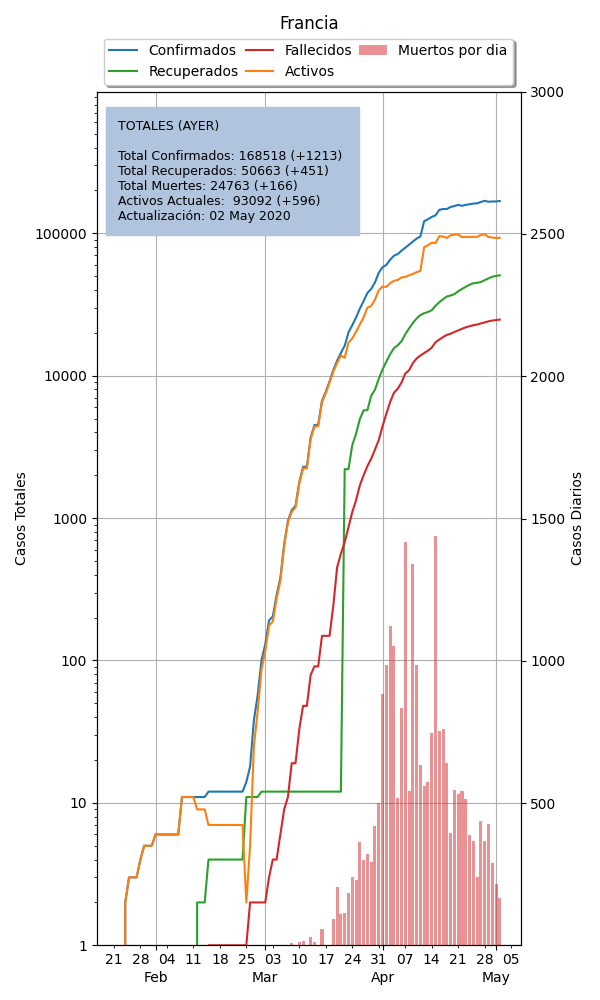 Francia
Confirmados
Fallecidos
Muertos por dia
Recuperados
Activos
TOTALES (AYER)
Total Confirmados: 168518 (+1213)
Total Recuperados: 50663 (+451)
Total Muertes: 24763 (+166)
Activos Actuales:  93092 (+596)
Actualización: 02 May 2020
100000
10000
1000
100
10
1
3000
2500
2000
1500
1000
500
Casos Totales
Casos Diarios
21 28 04 11 18 25 03 10 17 24 31 07 14 21 28 05
Feb Mar Apr May